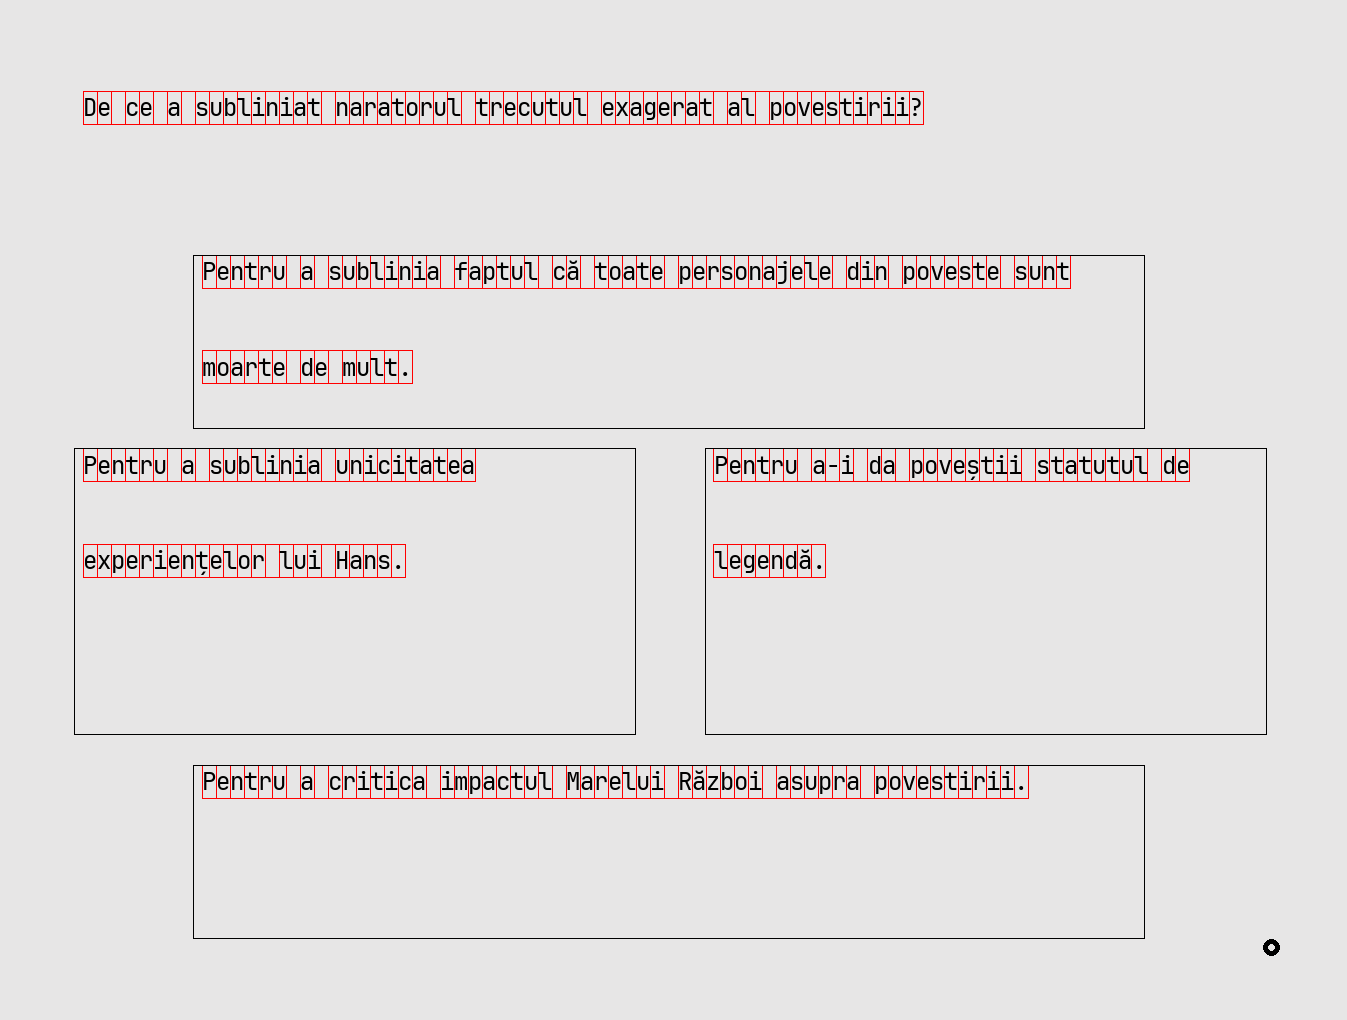 De ce a subliniat naratorul trecutul exagerat al povestirii?
Pentru a sublinia faptul că toate personajele din poveste sunt
moarte de mult.
Pentru a sublinia unicitatea
experiențelor lui Hans.
Pentru a-i da poveștii statutul de
legendă.
Pentru a critica impactul Marelui Război asupra povestirii.